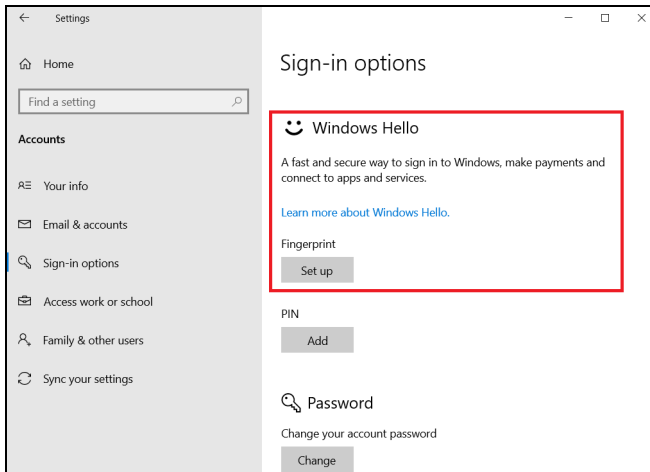 Settings
Home
Find a setting
Accounts
Your info
Email & accounts
Sign-in options
Access work or school
Family & other users
Sync your settings
Sign-in options
Windows Hello
A fast and secure way to sign in to Windows, make payments and
connect to apps and services.
Learn more about Windows Hello.
Fingerprint
Set up
PIN
Add
Password
Change your account password
Change